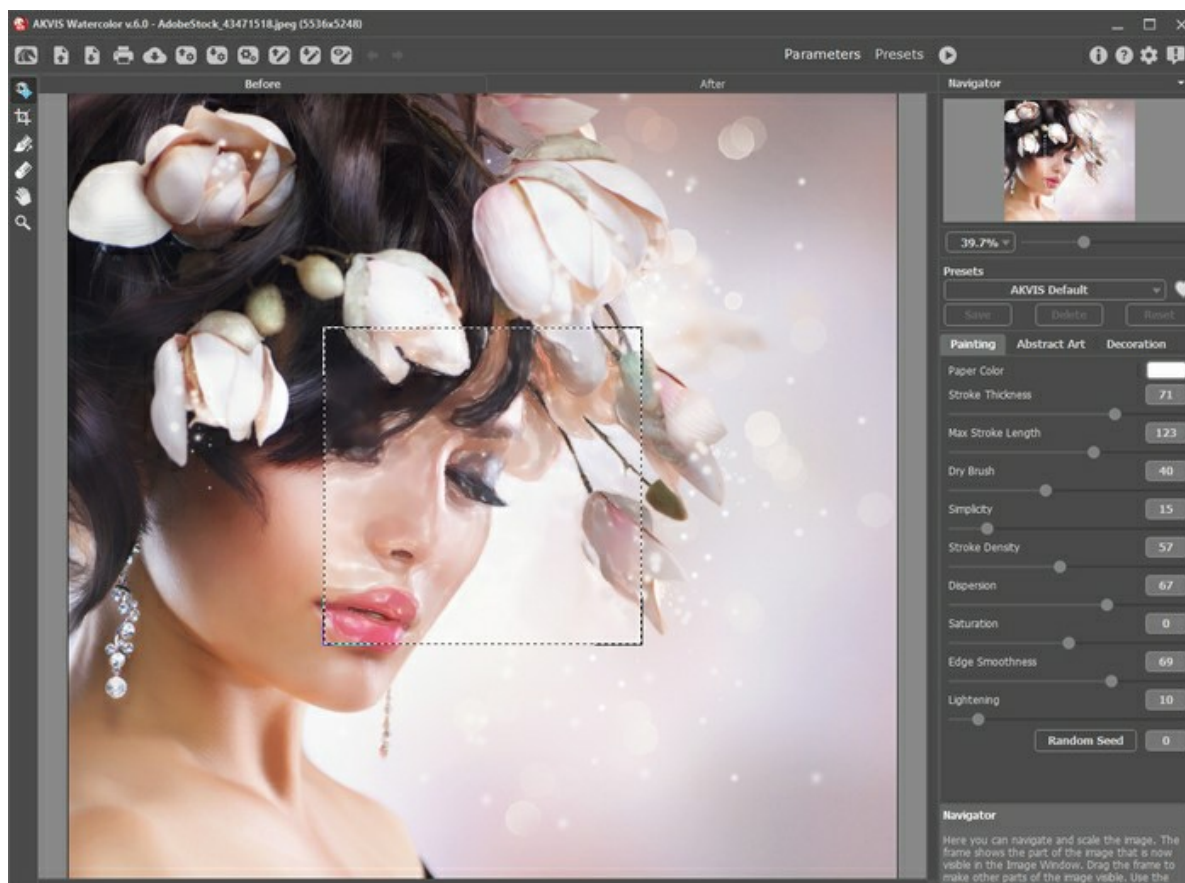 AKVIS Watercolor v.6.0 - AdobeStock_43471518.jpeg (5536x5248)
Parameters Presets
Before After
Navigator
39.7%
Presets
AKVIS Default
Save Delete Reset
Painting Abstract Art Decoration
Paper Color
Stroke Thickness 71
Max Stroke Length 123
Dry Brush 40
Simplicity 15
Stroke Density 57
Dispersion 67
Saturation 0
Edge Smoothness 69
Lightening 10
Random Seed 0
Navigator
Here you can navigate and scale the image. The
frame shows the part of the image that is now
visible in the Image Window. Drag the frame to
make other parts of the image visible. Use the